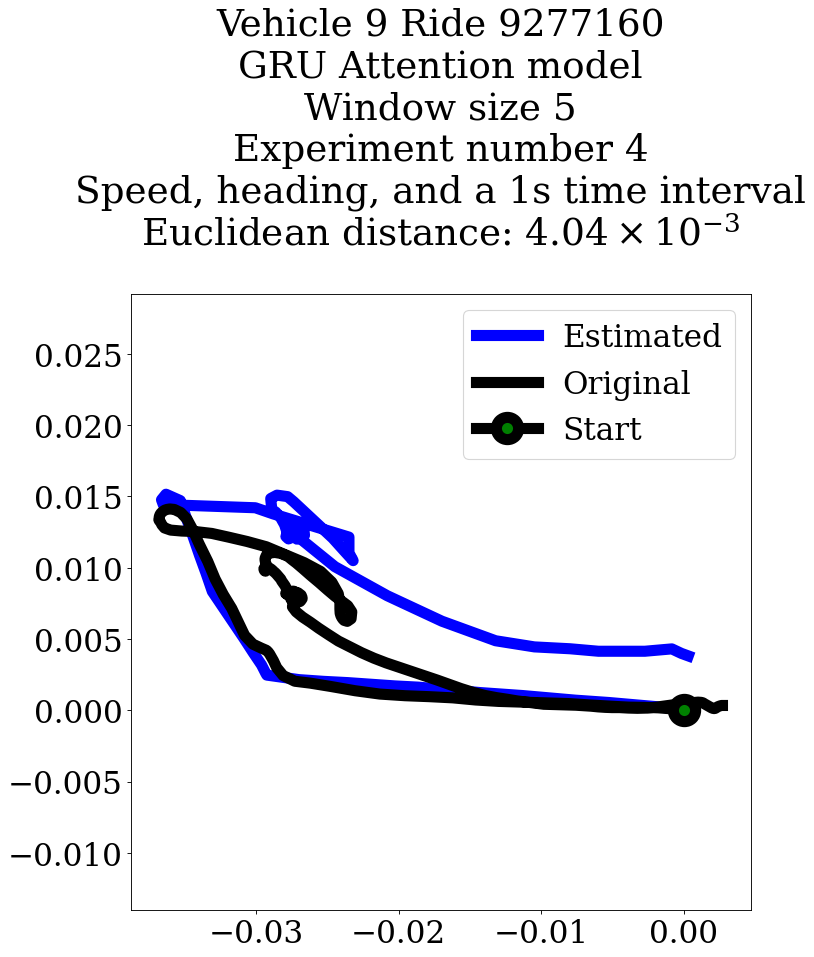 Vehicle 9 Ride 9277160
GRU Attention model
Window size 5
Experiment number 4
Speed, heading, and a 1s time interval
Euclidean distance: 4.04 × 10⁻³
Estimated
Original
Start
0.025
0.020
0.015
0.010
0.005
0.000
−0.005
−0.010
−0.03 −0.02 −0.01 0.00